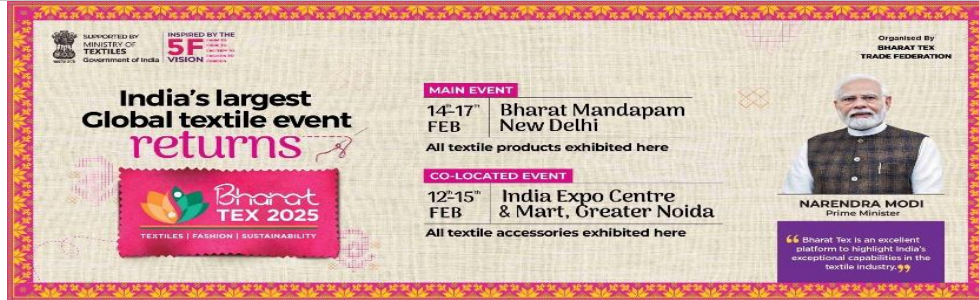 SUPPORTED BY
MINISTRY OF
TEXTILES
Government of India
INSPIRED BY THE
5F
VISION
Organised By
BHARAT TEX
TRADE FEDERATION
India's largest
Global textile event
returns
Bharat
TEX 2025
TEXTILES | FASHION | SUSTAINABILITY
MAIN EVENT
14th-17th
FEB
Bharat Mandapam
New Delhi
All textile products exhibited here
CO-LOCATED EVENT
12th-15th
FEB
India Expo Centre
& Mart, Greater Noida
All textile accessories exhibited here
NARENDRA MODI
Prime Minister
“Bharat Tex is an excellent
platform to highlight India's
exceptional capabilities in the
textile industry.”